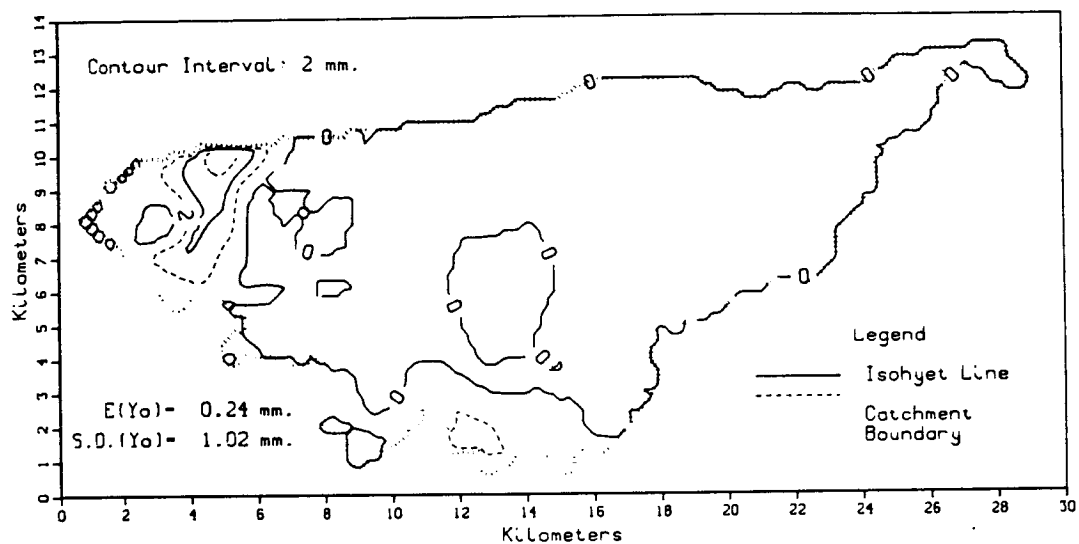 14
13
12
11
10
9
8
7
6
5
4
3
2
1
0
Kilometers
Contour Interval: 2 mm.
0
0
0
0
2
0
0
0
0
0
0
Legend
Isohyet Line
Catchment
Boundary
E(Yo)= 0.24 mm.
S.D.(Yo)= 1.02 mm.
0 2 4 6 8 10 12 14 16 18 20 22 24 26 28 30
Kilometers